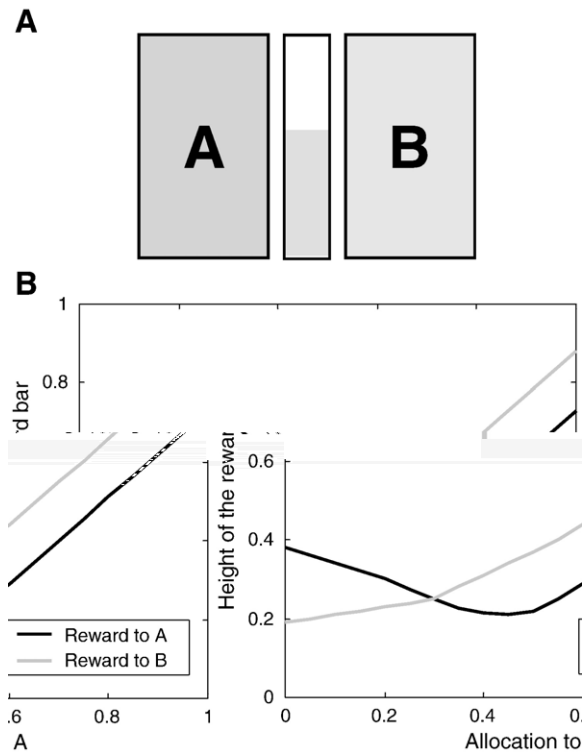 A
A B
B
1
0.8
rd bar
0.6
Height of the rewar
0.4
0.2
0
Reward to A
Reward to B
.6 0.8 1
0 0.2 0.4 0.
A
Allocation to